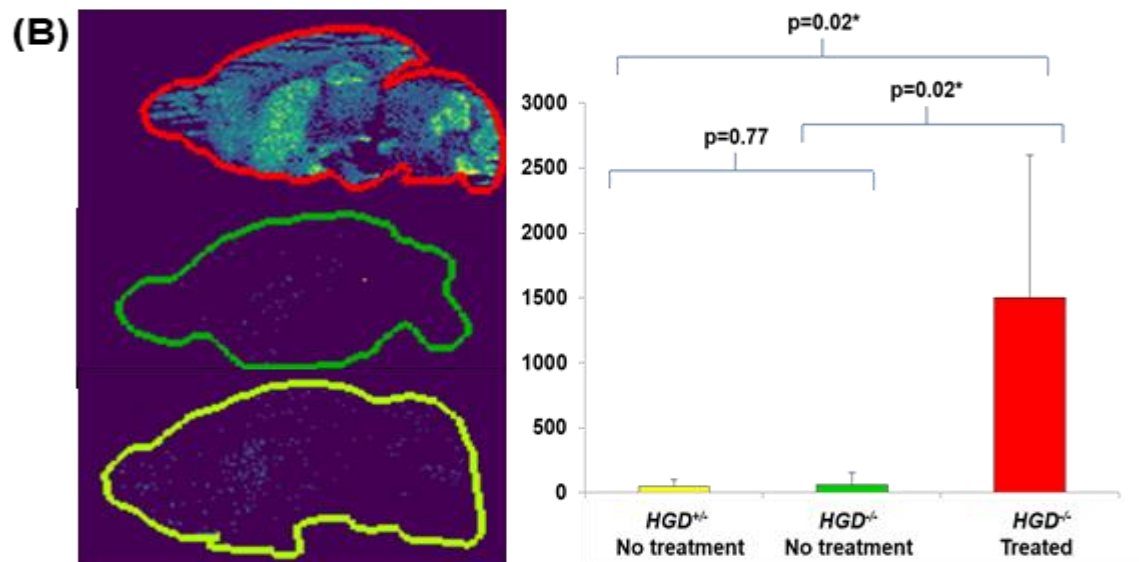 (B)
p=0.02*
p=0.02*
p=0.77
3000
2500
2000
1500
1000
500
0
HGD+/- HGD-/- HGD-/-
No treatment No treatment Treated